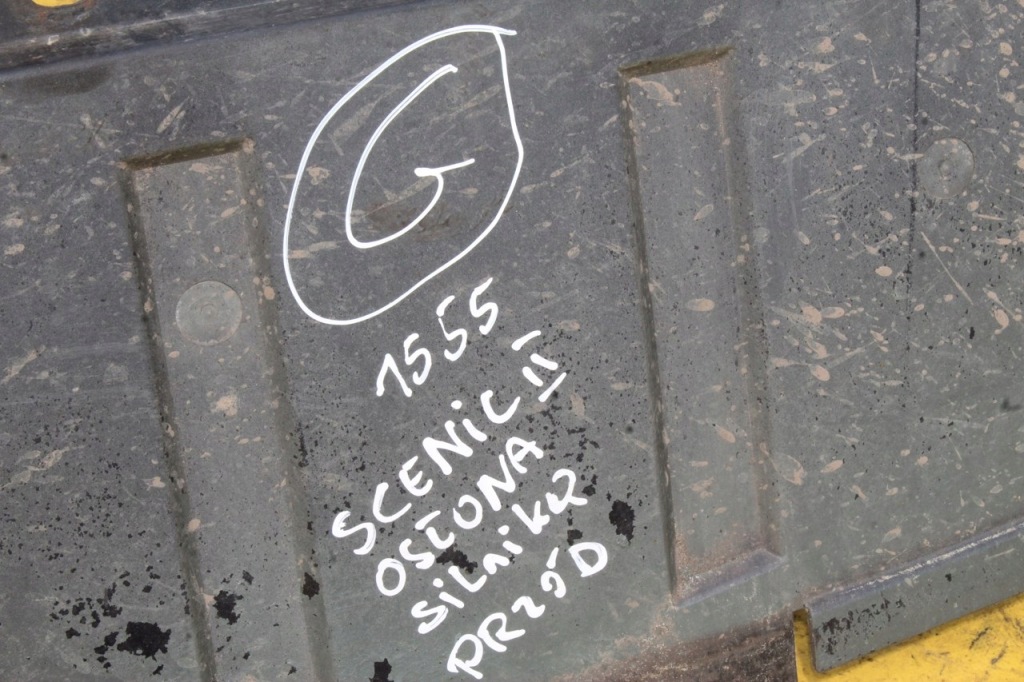 G
1555
SCENiC II
OSŁONA
SiLNiKA
PRZÓD